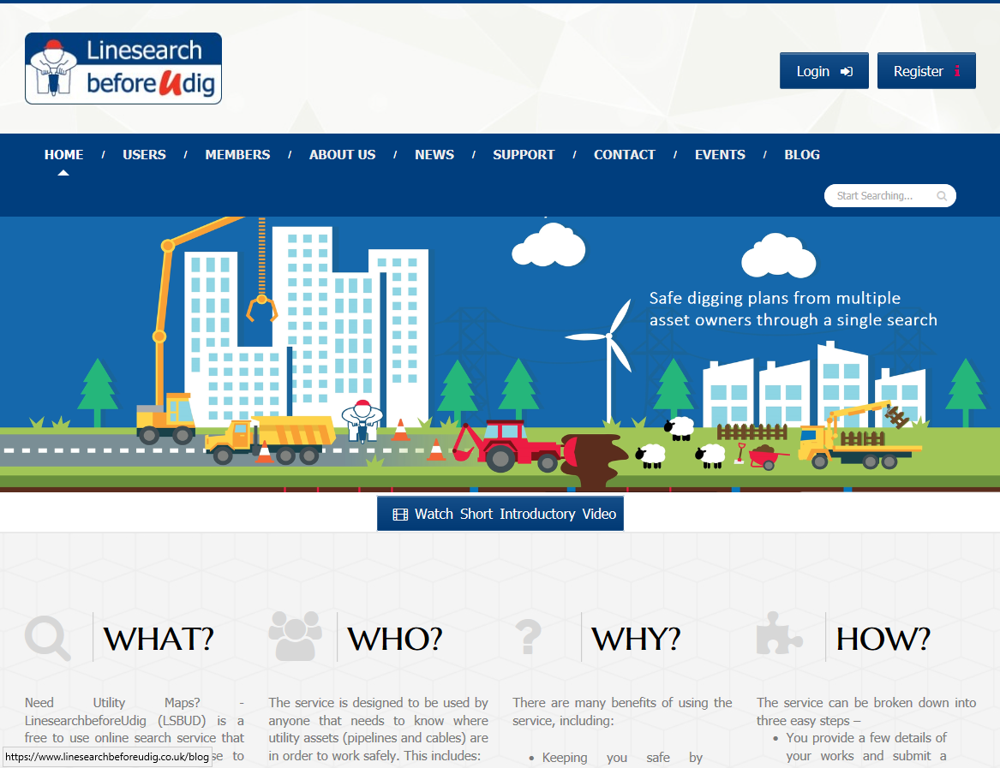 Linesearch
beforeUdig
Login
Register
HOME / USERS / MEMBERS / ABOUT US / NEWS / SUPPORT / CONTACT / EVENTS / BLOG
Start Searching...
Safe digging plans from multiple
asset owners through a single search
Watch Short Introductory Video
WHAT?
Need Utility Maps? -
LinesearchbeforeUdig (LSBUD) is a
free to use online search service that
se to
WHO?
The service is designed to be used by
anyone that needs to know where
utility assets (pipelines and cables) are
in order to work safely. This includes:
WHY?
There are many benefits of using the
service, including:
• Keeping you safe by
HOW?
The service can be broken down into
three easy steps –
• You provide a few details of
your works and submit a
https://www.linesearchbeforeudig.co.uk/blog